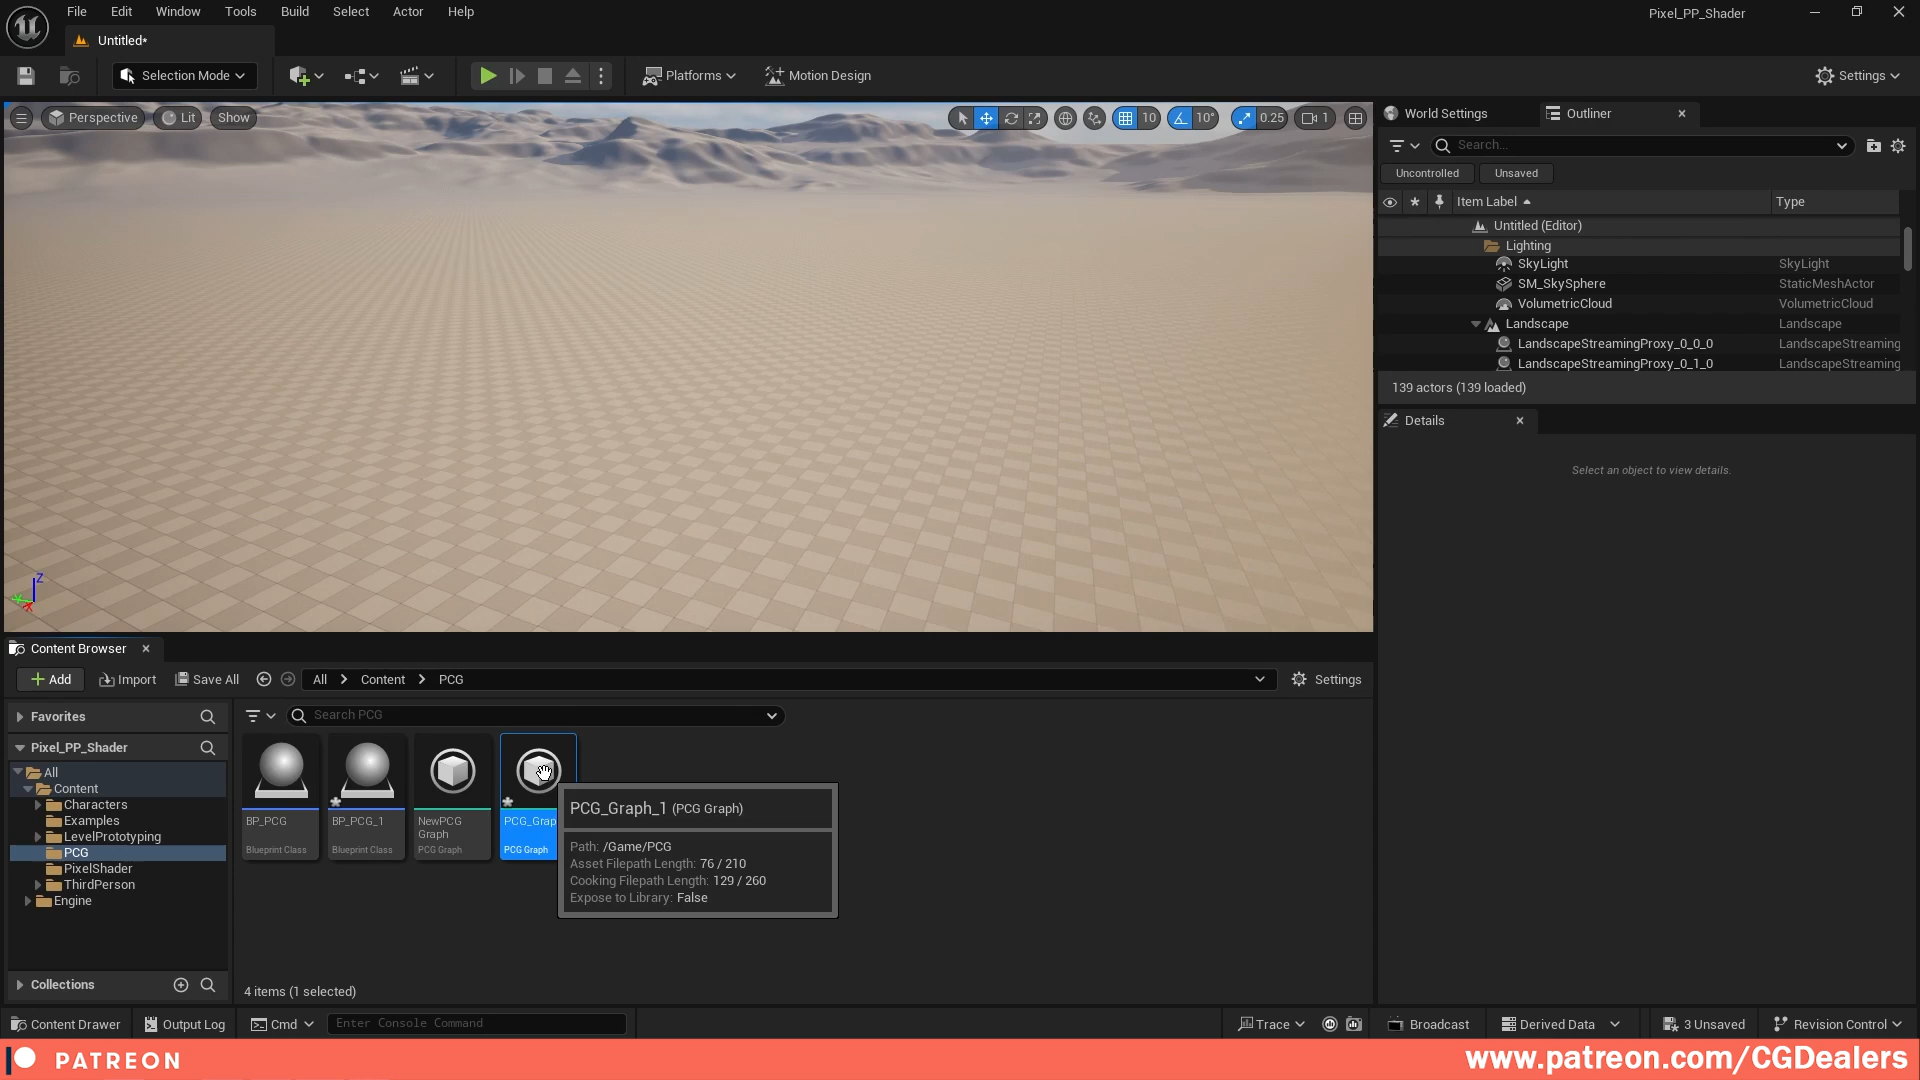 File Edit Window Tools Build Select Actor Help
Pixel_PP_Shader
Untitled*
Selection Mode
Platforms
Motion Design
Settings
Perspective Lit Show
10 10° 0.25 1
World Settings
Outliner
Search...
Uncontrolled Unsaved
Item Label Type
Untitled (Editor)
Lighting
SkyLight SkyLight
SM_SkySphere StaticMeshActor
VolumetricCloud VolumetricCloud
Landscape Landscape
LandscapeStreamingProxy_0_0_0 LandscapeStreaming
LandscapeStreamingProxy_0_1_0 LandscapeStreaming
139 actors (139 loaded)
Details
Select an object to view details.
Z
Content Browser
Add Import Save All All Content PCG Settings
Favorites
Search PCG
Pixel_PP_Shader
All
Content
Characters
Examples
LevelPrototyping
PCG
PixelShader
ThirdPerson
Engine
Collections
BP_PCG
Blueprint Class
BP_PCG_1
Blueprint Class
NewPCG
Graph
PCG Graph
PCG_Grap
PCG Graph
PCG_Graph_1 (PCG Graph)
Path: /Game/PCG
Asset Filepath Length: 76 / 210
Cooking Filepath Length: 129 / 260
Expose to Library: False
4 items (1 selected)
Content Drawer Output Log Cmd Enter Console Command Trace Broadcast Derived Data 3 Unsaved Revision Control
PATREON
www.patreon.com/CGDealers